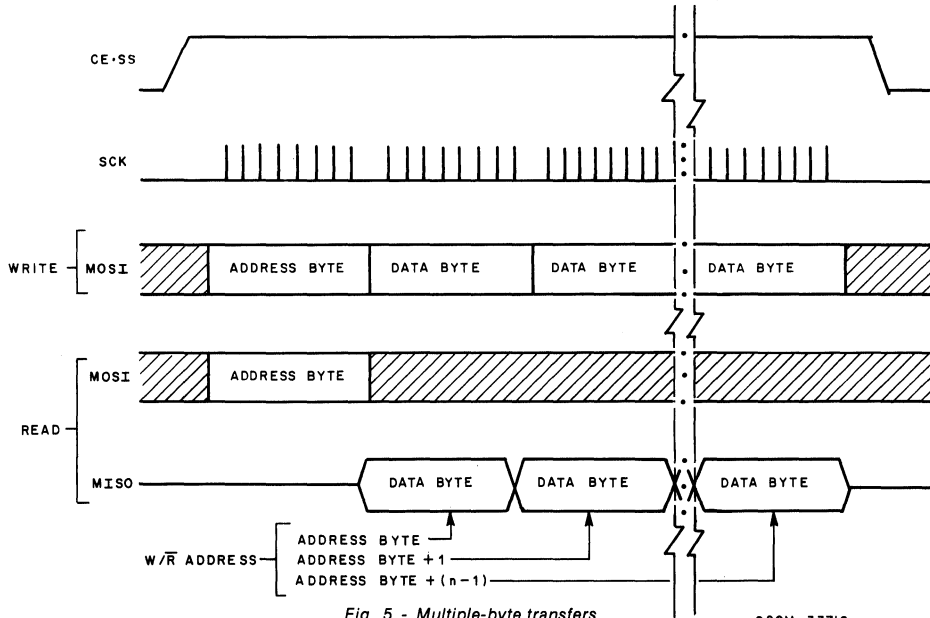 CE•SS
SCK
WRITE MOSI ADDRESS BYTE DATA BYTE DATA BYTE DATA BYTE
MOSI ADDRESS BYTE
READ
MISO DATA BYTE DATA BYTE DATA BYTE
W/R̅ ADDRESS
ADDRESS BYTE
ADDRESS BYTE +1
ADDRESS BYTE +(n-1)
Fig. 5 - Multiple-byte transfers